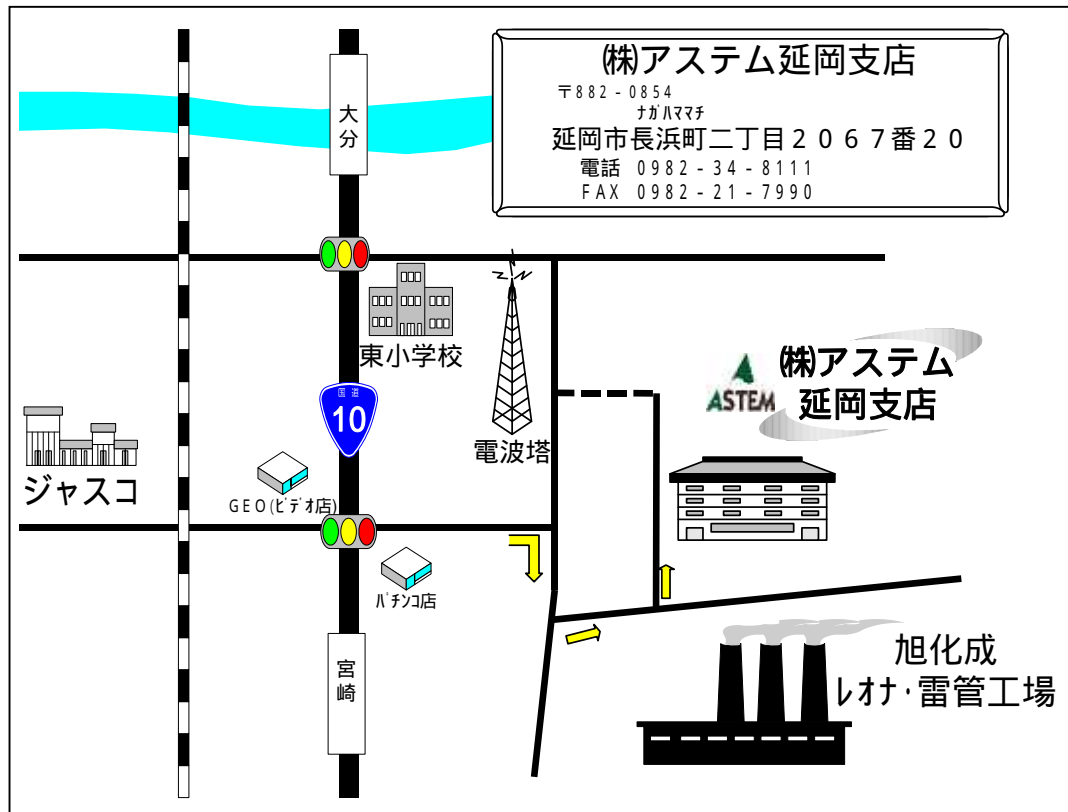 ㈱アステム延岡支店
〒882-0854
ﾅｶﾞﾊﾏﾏﾁ
延岡市長浜町二丁目２０６７番２０
電話 0982-34-8111
FAX 0982-21-7990
大分
東小学校
国道
10
電波塔
ASTEM
㈱アステム
延岡支店
ジャスコ
GEO(ﾋﾞﾃﾞｵ店)
ﾊﾟﾁﾝｺ店
宮崎
旭化成
ﾚｵﾅ・雷管工場